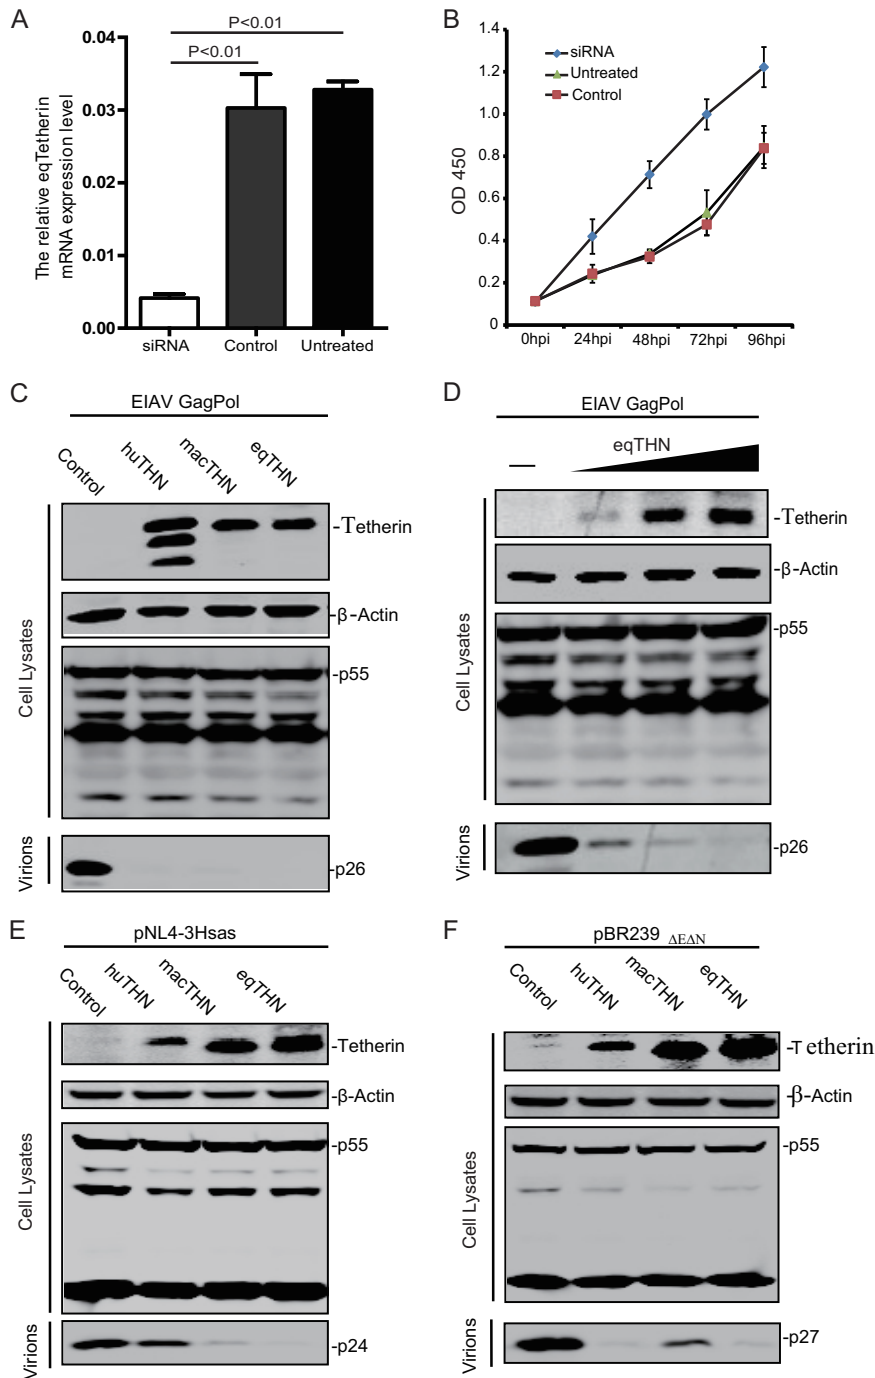 A
P<0.01
P<0.01
The relative eqTetherin
mRNA expression level
0.04
0.03
0.02
0.01
0.00
siRNA Control Untreated
B
OD 450
1.4
1.2
1.0
0.8
0.6
0.4
0.2
0
siRNA
Untreated
Control
0hpi 24hpi 48hpi 72hpi 96hpi
C
EIAV GagPol
Control huTHN macTHN eqTHN
Cell Lysates
-Tetherin
-β-Actin
-p55
Virions
-p26
D
EIAV GagPol
eqTHN
—
Cell Lysates
-Tetherin
-β-Actin
-p55
Virions
-p26
E
pNL4-3Hsas
Control huTHN macTHN eqTHN
Cell Lysates
-Tetherin
-β-Actin
-p55
Virions
-p24
F
pBR239 ΔEΔN
Control huTHN macTHN eqTHN
Cell Lysates
-T etherin
-β-Actin
-p55
Virions
-p27